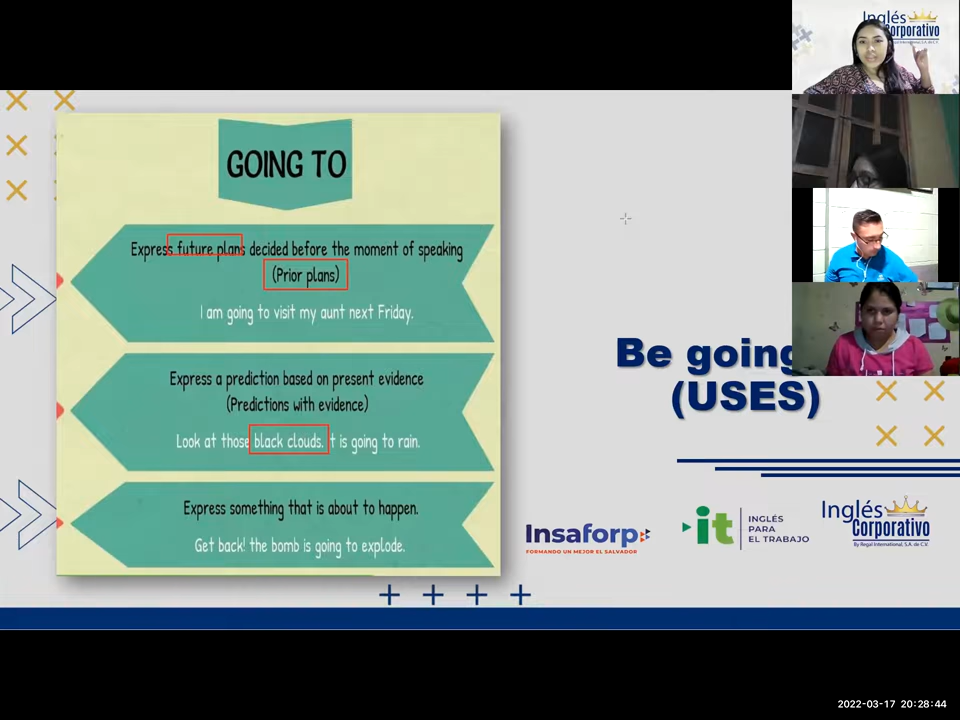 Inglés
Corporativo
GOING TO
Express future plans decided before the moment of speaking
(Prior plans)
I am going to visit my aunt next Friday.
Express a prediction based on present evidence
(Predictions with evidence)
Look at those black clouds. It is going to rain.
Express something that is about to happen.
Get back! the bomb is going to explode.
Be going
(USES)
Insaforp
FORMANDO UN MEJOR EL SALVADOR
it
INGLÉS
PARA
EL TRABAJO
Inglés
Corporativo
By Regal International, S.A. de C.V.
2022-03-17 20:28:44